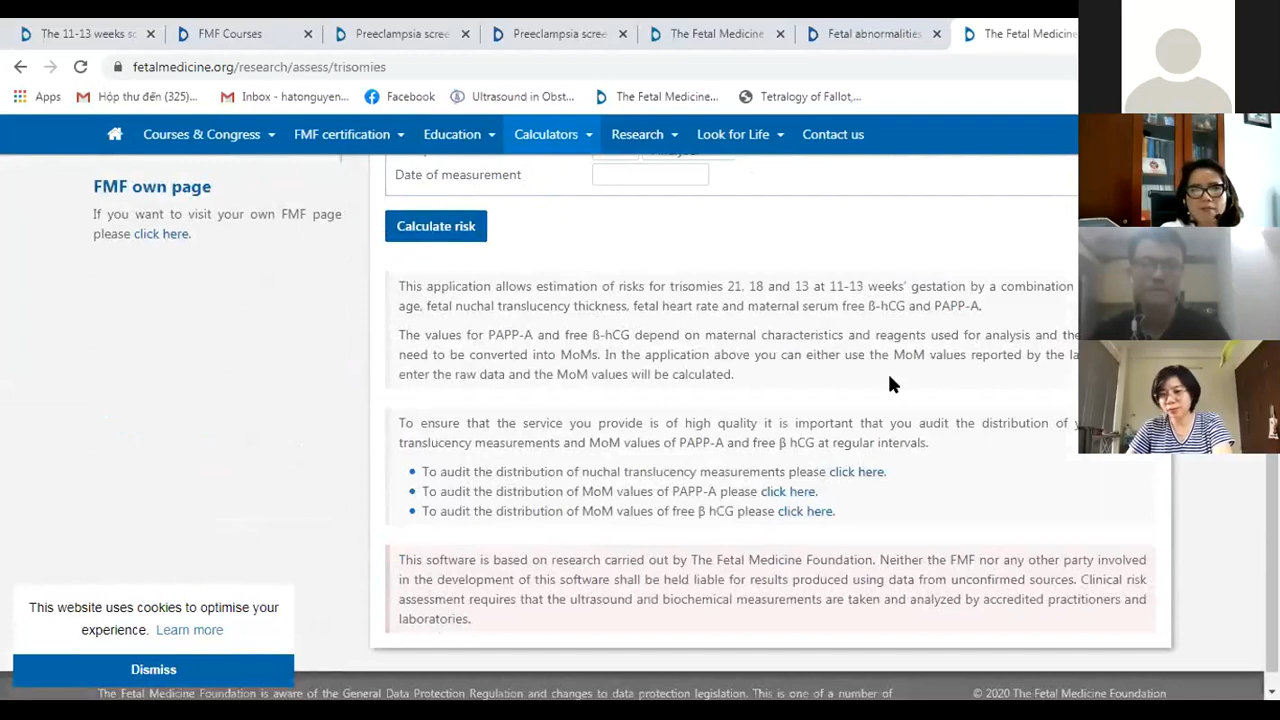 The 11-13 weeks sc
FMF Courses
Preeclampsia scree
Preeclampsia scree
The Fetal Medicine
Fetal abnormalities
The Fetal Medicine
fetalmedicine.org/research/assess/trisomies
Apps
Hộp thư đến (325)...
Inbox - hatonguyen...
Facebook
Ultrasound in Obst...
The Fetal Medicine...
Tetralogy of Fallot,...
Courses & Congress
FMF certification
Education
Calculators
Research
Look for Life
Contact us
FMF own page
If you want to visit your own FMF page
please click here.
Date of measurement
Calculate risk
This application allows estimation of risks for trisomies 21, 18 and 13 at 11-13 weeks' gestation by a combination
age, fetal nuchal translucency thickness, fetal heart rate and maternal serum free ß-hCG and PAPP-A.
The values for PAPP-A and free ß-hCG depend on maternal characteristics and reagents used for analysis and the
need to be converted into MoMs. In the application above you can either use the MoM values reported by the la
enter the raw data and the MoM values will be calculated.
To ensure that the service you provide is of high quality it is important that you audit the distribution of y
translucency measurements and MoM values of PAPP-A and free β hCG at regular intervals.
To audit the distribution of nuchal translucency measurements please click here.
To audit the distribution of MoM values of PAPP-A please click here.
To audit the distribution of MoM values of free β hCG please click here.
This software is based on research carried out by The Fetal Medicine Foundation. Neither the FMF nor any other party involved
in the development of this software shall be held liable for results produced using data from unconfirmed sources. Clinical risk
assessment requires that the ultrasound and biochemical measurements are taken and analyzed by accredited practitioners and
laboratories.
This website uses cookies to optimise your
experience. Learn more
Dismiss
The Fetal Medicine Foundation is aware of the General Data Protection Regulation and changes to data protection legislation. This is one of a number of
© 2020 The Fetal Medicine Foundation